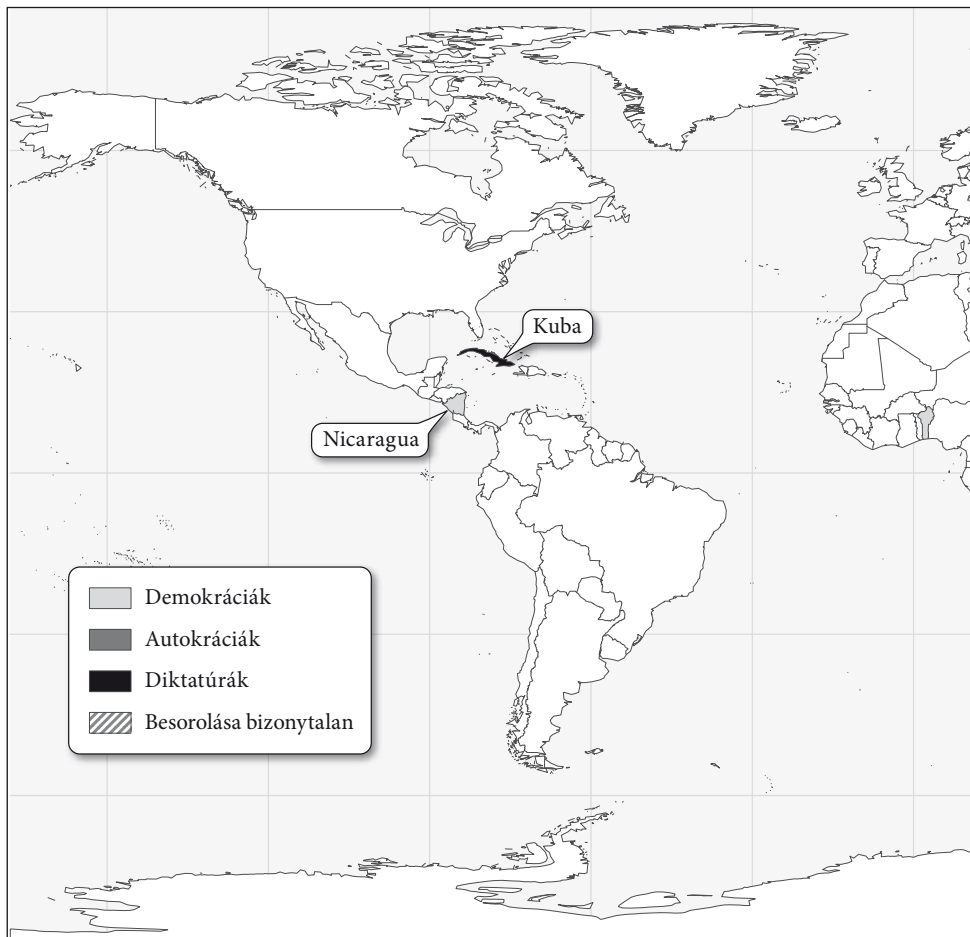 Kuba
Nicaragua
Demokráciák
Autokráciák
Diktatúrák
Besorolása bizonytalan